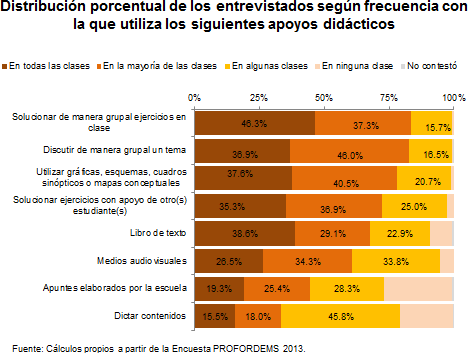 Distribución porcentual de los entrevistados según frecuencia con
la que utiliza los siguientes apoyos didácticos
En todas las clases En la mayoría de las clases En algunas clases En ninguna clase No contestó
0% 25% 50% 75% 100%
Solucionar de manera grupal ejercicios en
clase
46.3% 37.3% 15.7%
Discutir de manera grupal un tema
36.9% 46.0% 16.5%
Utilizar gráficas, esquemas, cuadros
sinópticos o mapas conceptuales
37.6% 40.5% 20.7%
Solucionar ejercicios con apoyo de otro(s)
estudiante(s)
35.3% 36.9% 25.0%
Libro de texto
38.6% 29.1% 22.9%
Medios audiovisuales
26.5% 34.3% 33.8%
Apuntes elaborados por la escuela
19.3% 25.4% 28.3%
Dictar contenidos
15.5% 18.0% 45.8%
Fuente: Cálculos propios a partir de la Encuesta PROFORDEMS 2013.